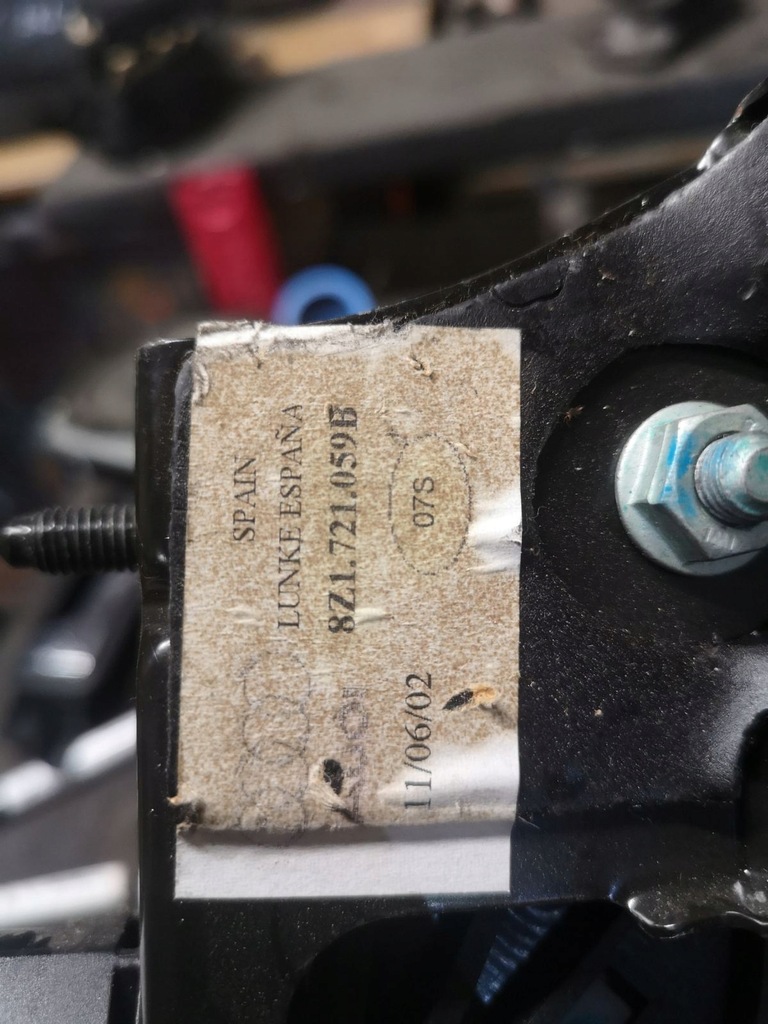 SPAIN
LUNKE ESPAÑA
8Z1.721.059B
07S
11/06/02